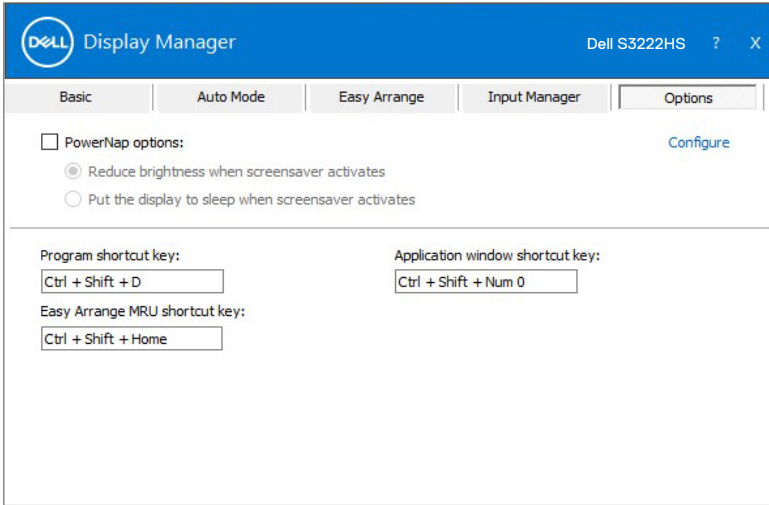 DELL Display Manager Dell S3222HS ? X
Basic Auto Mode Easy Arrange Input Manager Options
PowerNap options: Configure
Reduce brightness when screensaver activates
Put the display to sleep when screensaver activates
Program shortcut key: Application window shortcut key:
Ctrl + Shift + D Ctrl + Shift + Num 0
Easy Arrange MRU shortcut key:
Ctrl + Shift + Home